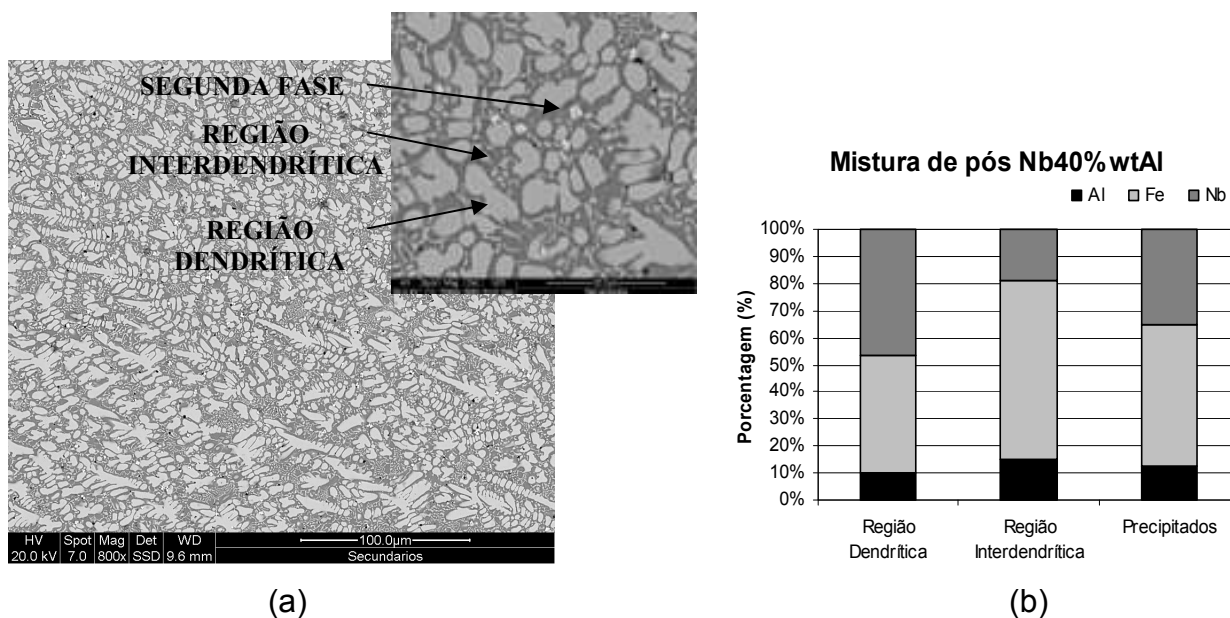 SEGUNDA FASE
REGIÃO
INTERDENDRÍTICA
REGIÃO
DENDRÍTICA
HV Spot Mag Det WD
20.0 kV 7.0 800x SSD 9.6 mm
100.0µm
Secundarios
(a)
Mistura de pós Nb40%wtAl
Al Fe Nb
Porcentagem (%)
100%
90%
80%
70%
60%
50%
40%
30%
20%
10%
0%
Região
Dendrítica
Região
Interdendrítica
Precipitados
(b)